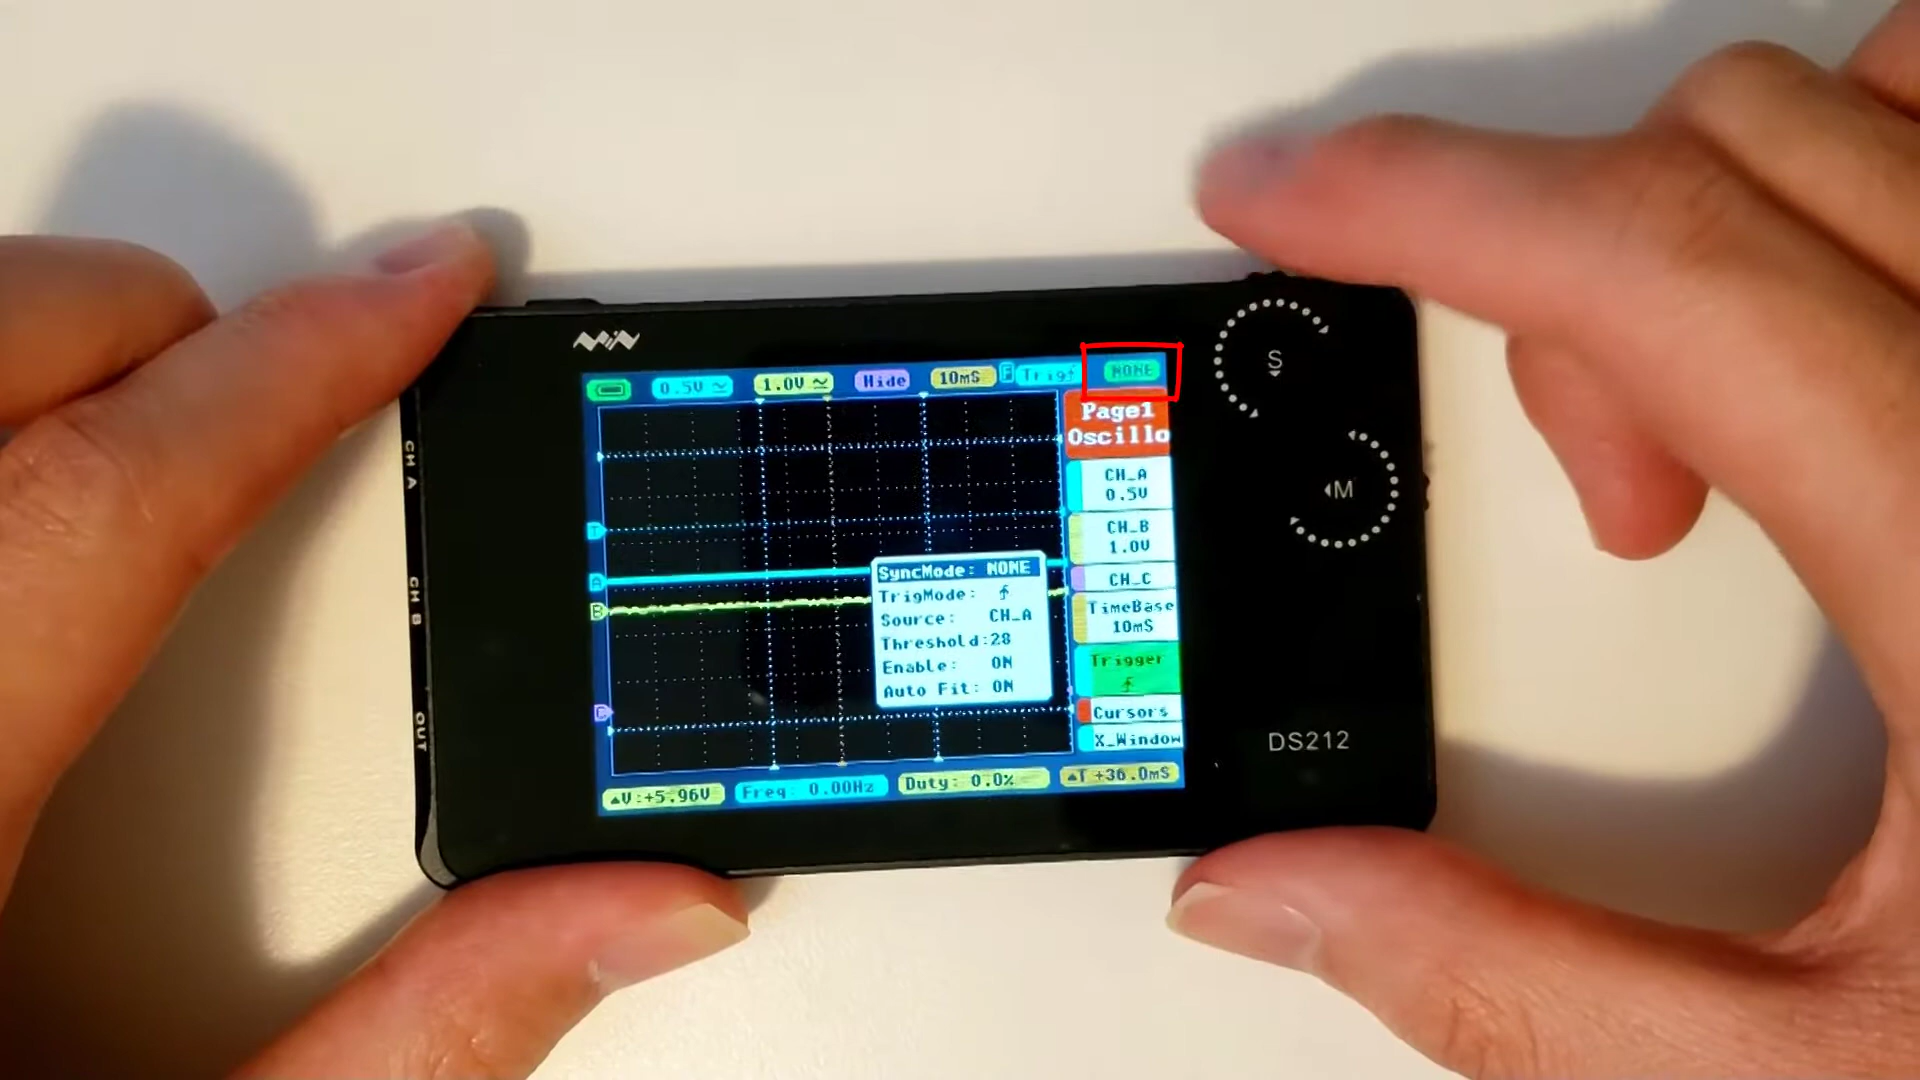 MiN
0.5V 1.0V Hide 10mS F Trig NONE
Page1
Oscillo
CH_A
0.5V
CH_B
1.0V
CH_C
TimeBase
10mS
Trigger
Cursors
X_Window
T
A
B
C
SyncMode: NONE
TrigMode:
Source: CH_A
Threshold:28
Enable: ON
Auto Fit: ON
▲V:+5.96V Freq: 0.00Hz Duty: 0.0% ▲T +36.0mS
CH A
CH B
OUT
S
M
DS212